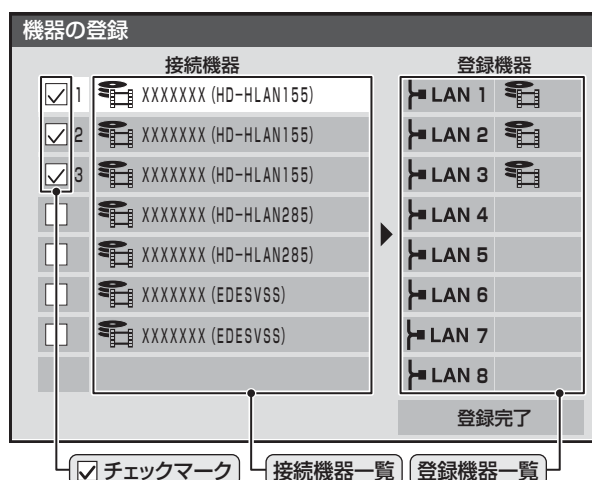 機器の登録
接続機器
登録機器
1 XXXXXXX (HD-HLAN155)
LAN 1
2 XXXXXXX (HD-HLAN155)
LAN 2
3 XXXXXXX (HD-HLAN155)
LAN 3
XXXXXXX (HD-HLAN285)
LAN 4
XXXXXXX (HD-HLAN285)
LAN 5
XXXXXXX (EDESVSS)
LAN 6
XXXXXXX (EDESVSS)
LAN 7
LAN 8
登録完了
チェックマーク
接続機器一覧
登録機器一覧